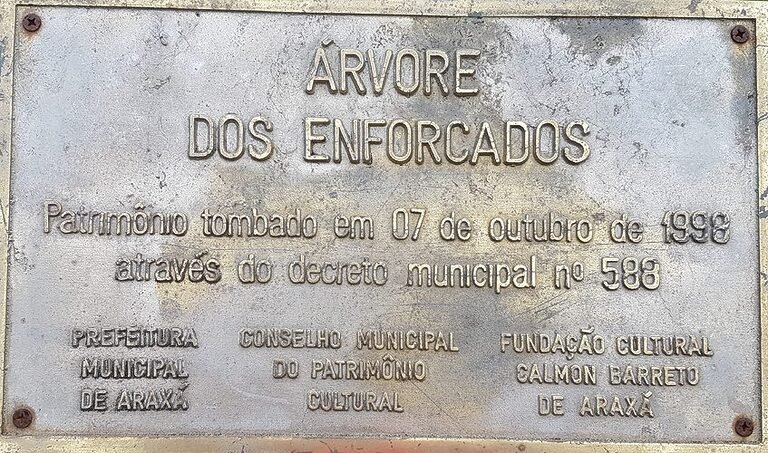 ÁRVORE
DOS ENFORCADOS
Patrimônio tombado em 07 de outubro de 1998
através do decreto municipal nº 588
PREFEITURA
MUNICIPAL
DE ARAXÁ
CONSELHO MUNICIPAL
DO PATRIMÔNIO
CULTURAL
FUNDAÇÃO CULTURAL
CALMON BARRETO
DE ARAXÁ